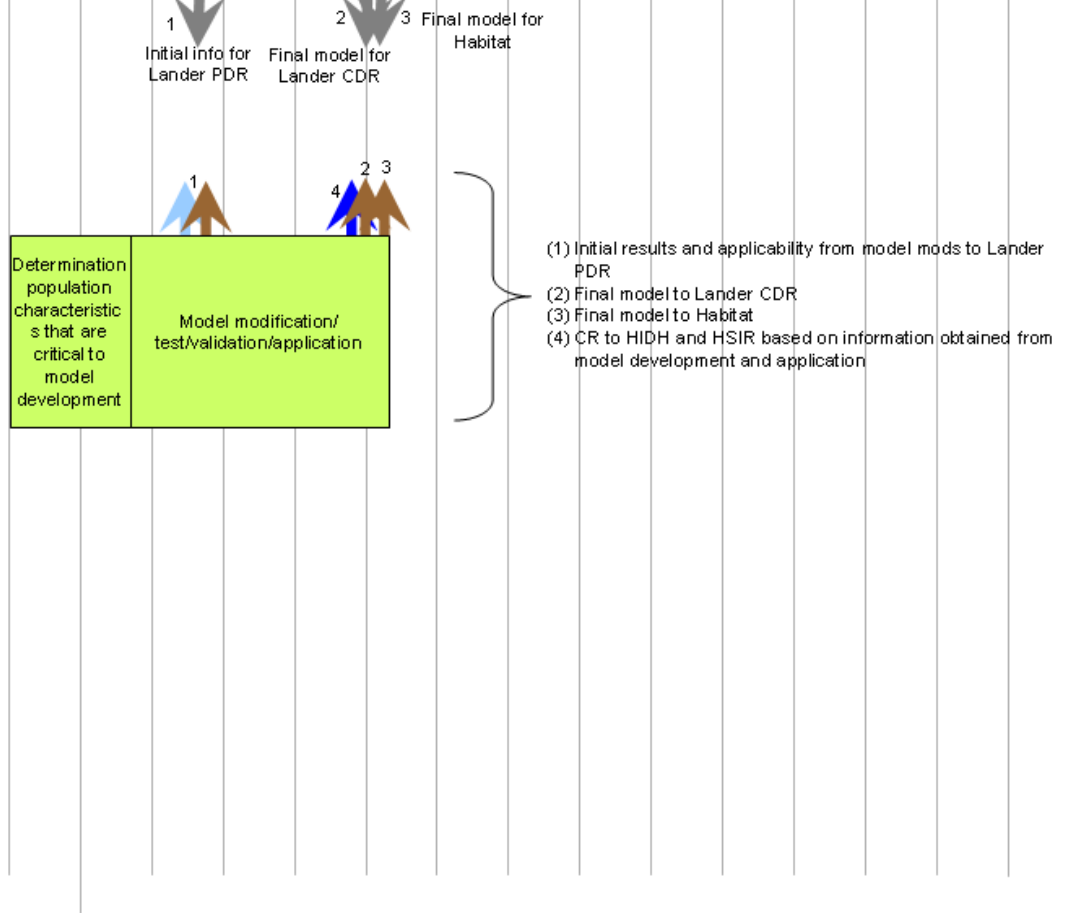 1
2
3
Final model for
Habitat
Initial info for
Lander PDR
Final model for
Lander CDR
1
4
2
3
Determination
population
characteristic
s that are
critical to
model
development
Model modification/
test/validation/application
(1) Initial results and applicability from model mods to Lander
PDR
(2) Final model to Lander CDR
(3) Final model to Habitat
(4) CR to HIDH and HSIR based on information obtained from
model development and application